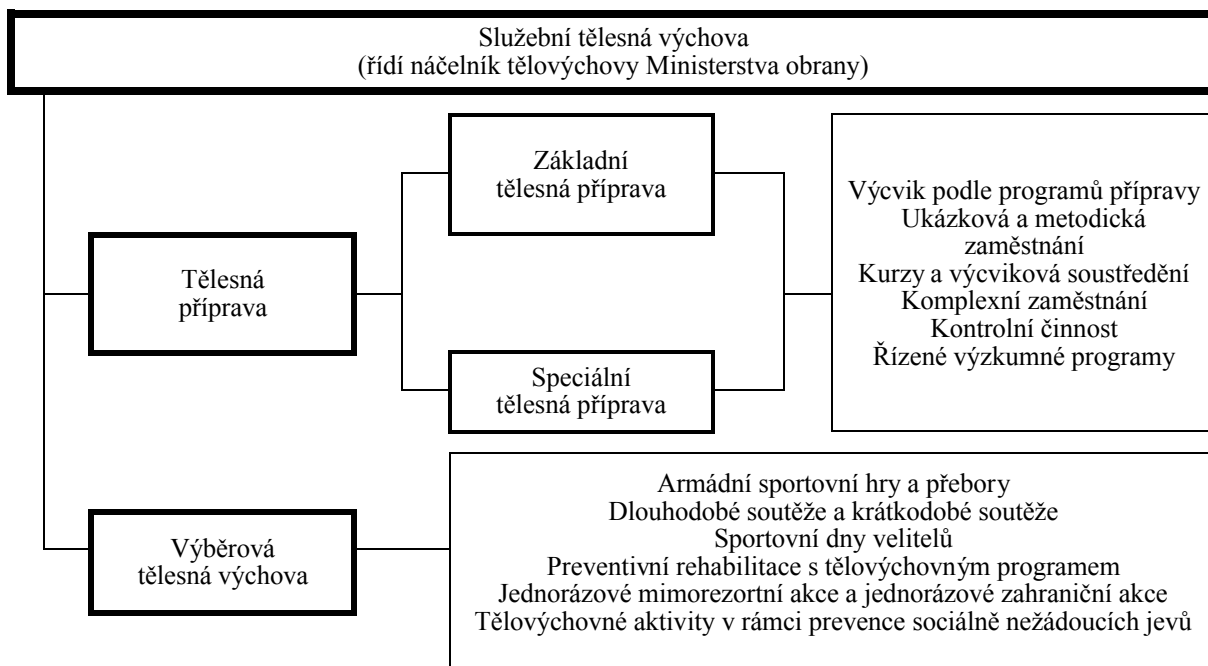 Služební tělesná výchova
(řídí náčelník tělovýchovy Ministerstva obrany)
Základní
tělesná příprava
Výcvik podle programů přípravy
Ukázková a metodická
zaměstnání
Kurzy a výcviková soustředění
Komplexní zaměstnání
Kontrolní činnost
Řízené výzkumné programy
Tělesná
příprava
Speciální
tělesná příprava
Armádní sportovní hry a přebory
Dlouhodobé soutěže a krátkodobé soutěže
Sportovní dny velitelů
Preventivní rehabilitace s tělovýchovným programem
Jednorázové mimorezortní akce a jednorázové zahraniční akce
Tělovýchovné aktivity v rámci prevence sociálně nežádoucích jevů
Výběrová
tělesná výchova